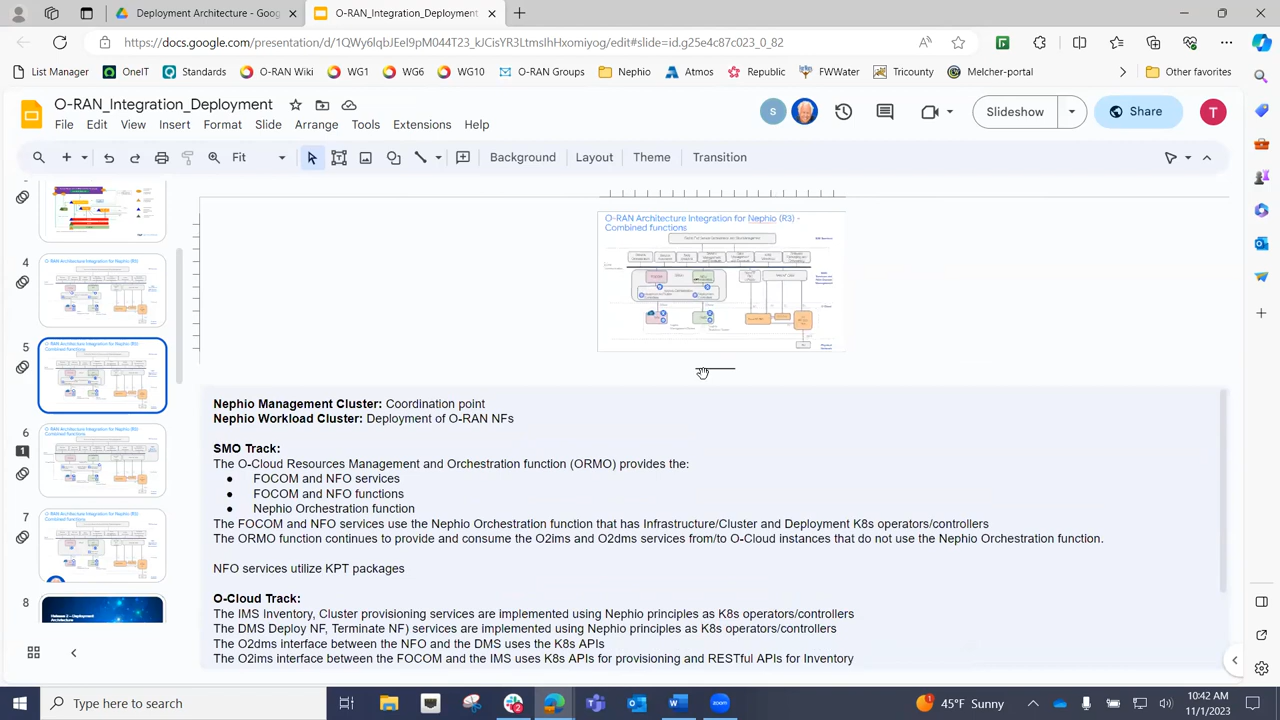 Deployment Architecture - Goog
O-RAN_Integration_Deployment
https://docs.google.com/presentation/d/1QWy6lqbJEeI9pM044T23_kJCisYR3LtmslhHxomiyog/edit#slide=id.g25e4c87c023_0_82
List Manager
OneIT
Standards
O-RAN Wiki
WG1
WG6
WG10
O-RAN Groups
Nephio
Atmos
Republic
FWWater
Tricounty
Melcher-portal
Other favorites
O-RAN_Integration_Deployment
s
Slideshow
Share
T
File
Edit
View
Insert
Format
Slide
Arrange
Tools
Extensions
Help
Fit
Background
Layout
Theme
Transition
O-RAN Architecture Integration for Nephio (R3) -
Combined functions
4
5
6
1
7
8
Nephio Management Cluster: Coordination point
Nephio Workload Cluster: Deployment of O-RAN NFs
SMO Track:
The O-Cloud Resources Management and Orchestration function (ORMO) provides the:
● FOCOM and NFO services
● FOCOM and NFO functions
● Nephio Orchestration function
The FOCOM and NFO services use the Nephio Orchestration function that has Infrastructure/Cluster and Deployment K8s operators/controllers
The ORMO function continues to provide and consume the O2ims and O2dms services from/to O-Cloud instances that do not use the Nephio Orchestration function.
NFO services utilize KPT packages
O-Cloud Track:
The IMS Inventory, Cluster provisioning services implemented using Nephio principles as K8s operators/controllers
The DMS Deploy NF, Terminate NF) services are implemented using Nephio principles as K8s operators/controllers
The O2dms interface between the NFO and the DMS uses the K8s APIs
The O2ims interface between the FOCOM and the IMS uses K8s APIs for provisioning and RESTful APIs for Inventory
Type here to search
1
45°F Sunny
10:42 AM
11/1/2023